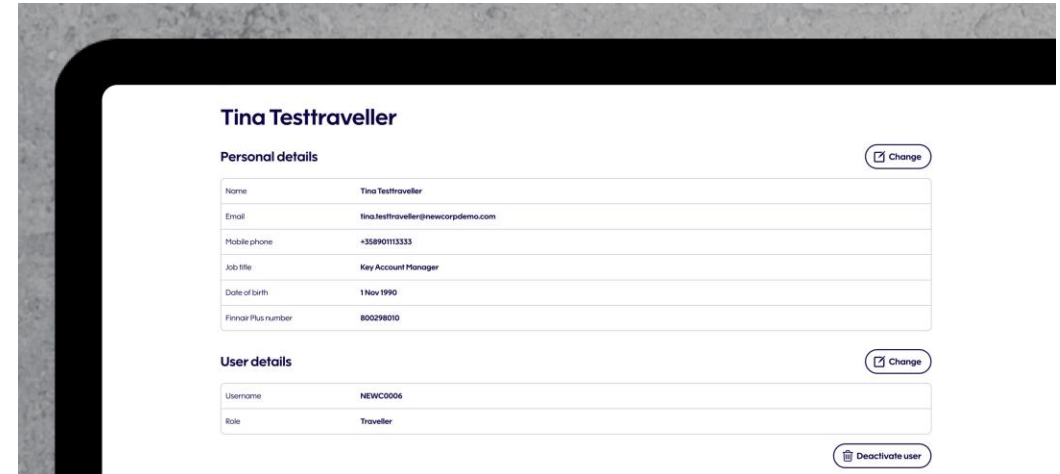 Tina Testtraveller
Personal details
Change
Name Tina Testtraveller
Email tina.testtraveller@newcorpdemo.com
Mobile phone +358901113333
Job title Key Account Manager
Date of birth 1 Nov 1990
Finnair Plus number 800298010
User details
Change
Username NEWC0006
Role Traveller
Deactivate user